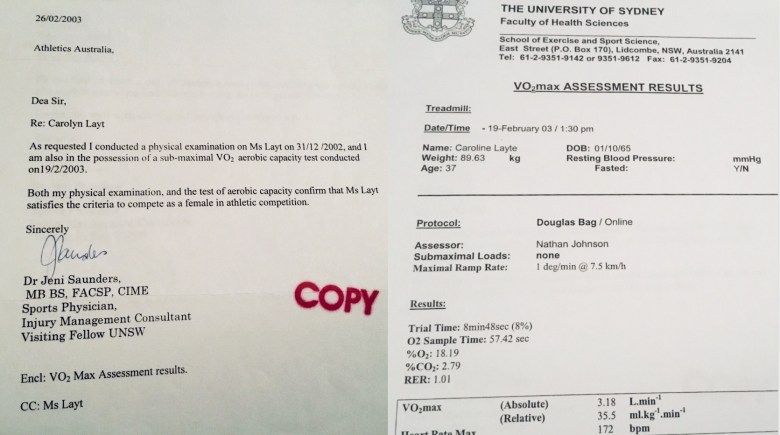 26/02/2003
Athletics Australia,
Dea Sir,
Re: Carolyn Layt
As requested I conducted a physical examination on Ms Layt on 31/12 /2002, and I
am also in the possession of a sub-maximal VO₂ aerobic capacity test conducted
on19/2/2003.
Both my physical examination, and the test of aerobic capacity confirm that Ms Layt
satisfies the criteria to compete as a female in athletic competition.
Sincerely
Dr Jeni Saunders,
MB BS, FACSP, CIME
Sports Physician,
Injury Management Consultant
Visiting Fellow UNSW
COPY
Encl: VO₂ Max Assessment results.
CC: Ms Layt
THE UNIVERSITY OF SYDNEY
Faculty of Health Sciences
School of Exercise and Sport Science,
East Street (P.O. Box 170), Lidcombe, NSW, Australia 2141
Tel: 61-2-9351-9142 or 9351-9612 Fax: 61-2-9351-9204
VO₂max ASSESSMENT RESULTS
Treadmill:
Date/Time - 19-February 03 / 1:30 pm
Name: Caroline Layte DOB: 01/10/65
Weight: 89.63 kg Resting Blood Pressure: mmHg
Age: 37 Fasted: Y/N
Protocol: Douglas Bag / Online
Assessor: Nathan Johnson
Submaximal Loads: none
Maximal Ramp Rate: 1 deg/min @ 7.5 km/h
Results:
Trial Time: 8min48sec (8%)
O2 Sample Time: 57.42 sec
%O₂: 18.19
%CO₂: 2.79
RER: 1.01
VO₂max (Absolute) 3.18 L.min⁻¹
(Relative) 35.5 ml.kg⁻¹.min⁻¹
Heart Rate Max 172 bpm